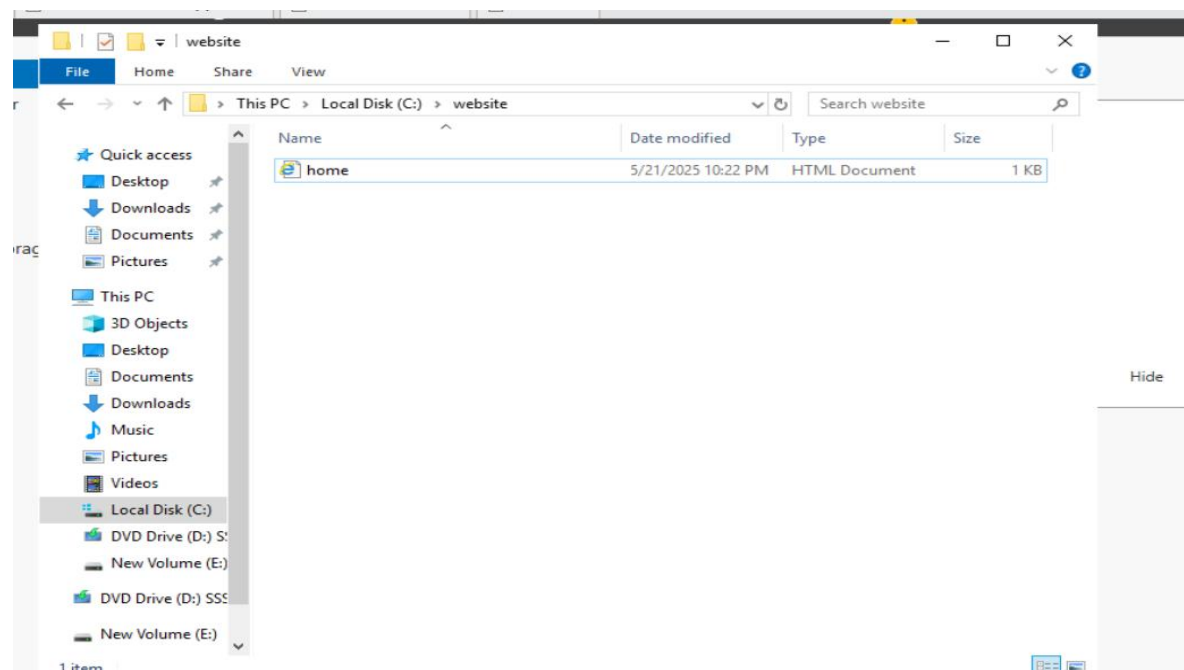 website
File Home Share View
This PC > Local Disk (C:) > website
Search website
Name Date modified Type Size
home 5/21/2025 10:22 PM HTML Document 1 KB
Quick access
Desktop
Downloads
Documents
Pictures
This PC
3D Objects
Desktop
Documents
Downloads
Music
Pictures
Videos
Local Disk (C:)
DVD Drive (D:) S
New Volume (E:)
DVD Drive (D:) SSS
New Volume (E:)
1 item
Hide